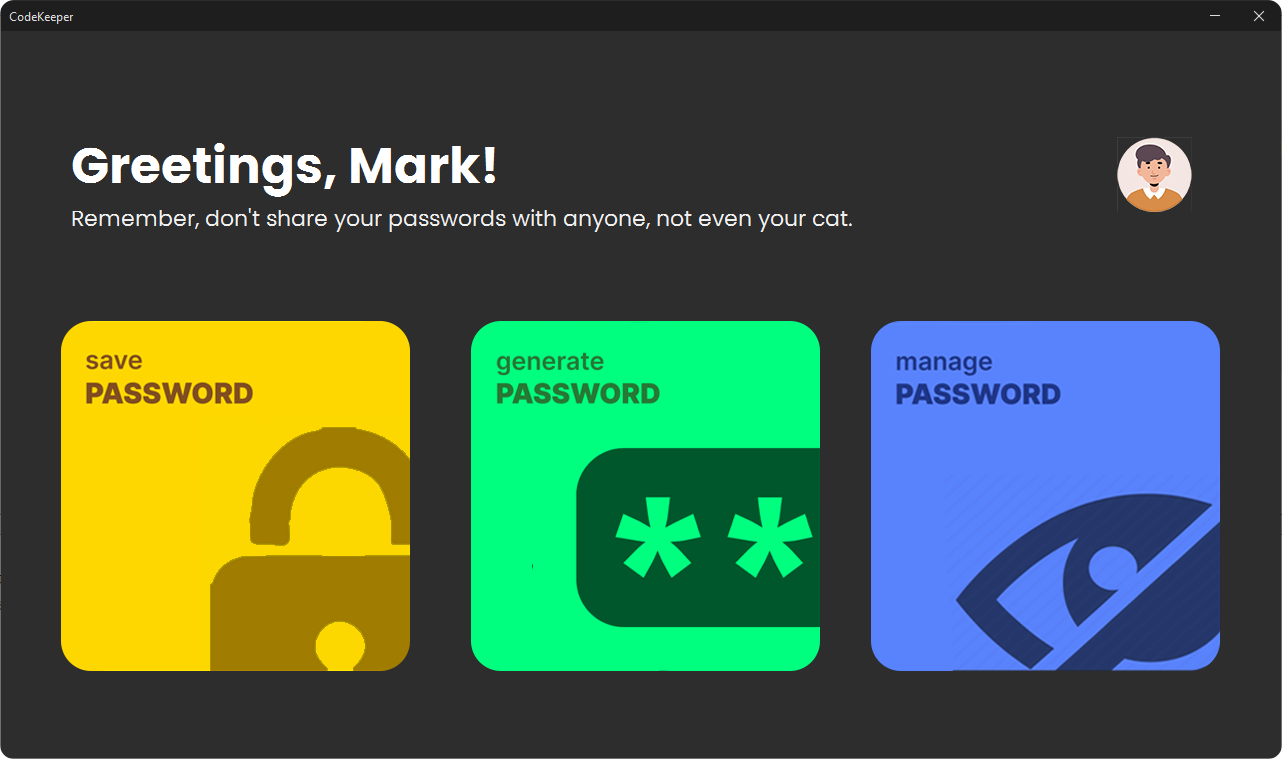 CodeKeeper
Greetings, Mark!
Remember, don't share your passwords with anyone, not even your cat.
save
PASSWORD
generate
PASSWORD
manage
PASSWORD
**